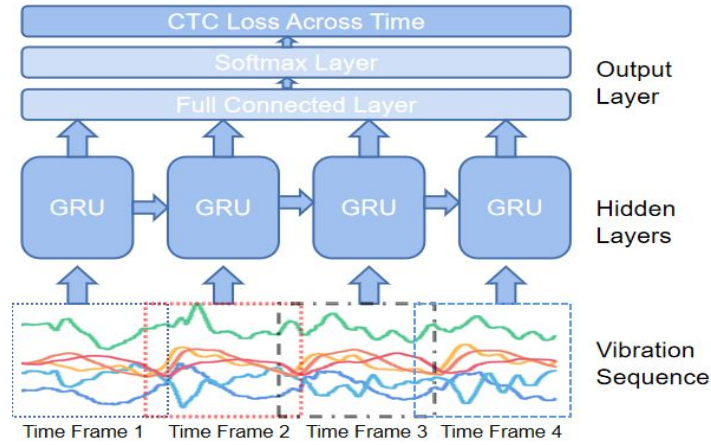 CTC Loss Across Time
Softmax Layer
Full Connected Layer
Output
Layer
GRU GRU GRU GRU
Hidden
Layers
Vibration
Sequence
Time Frame 1 Time Frame 2 Time Frame 3 Time Frame 4